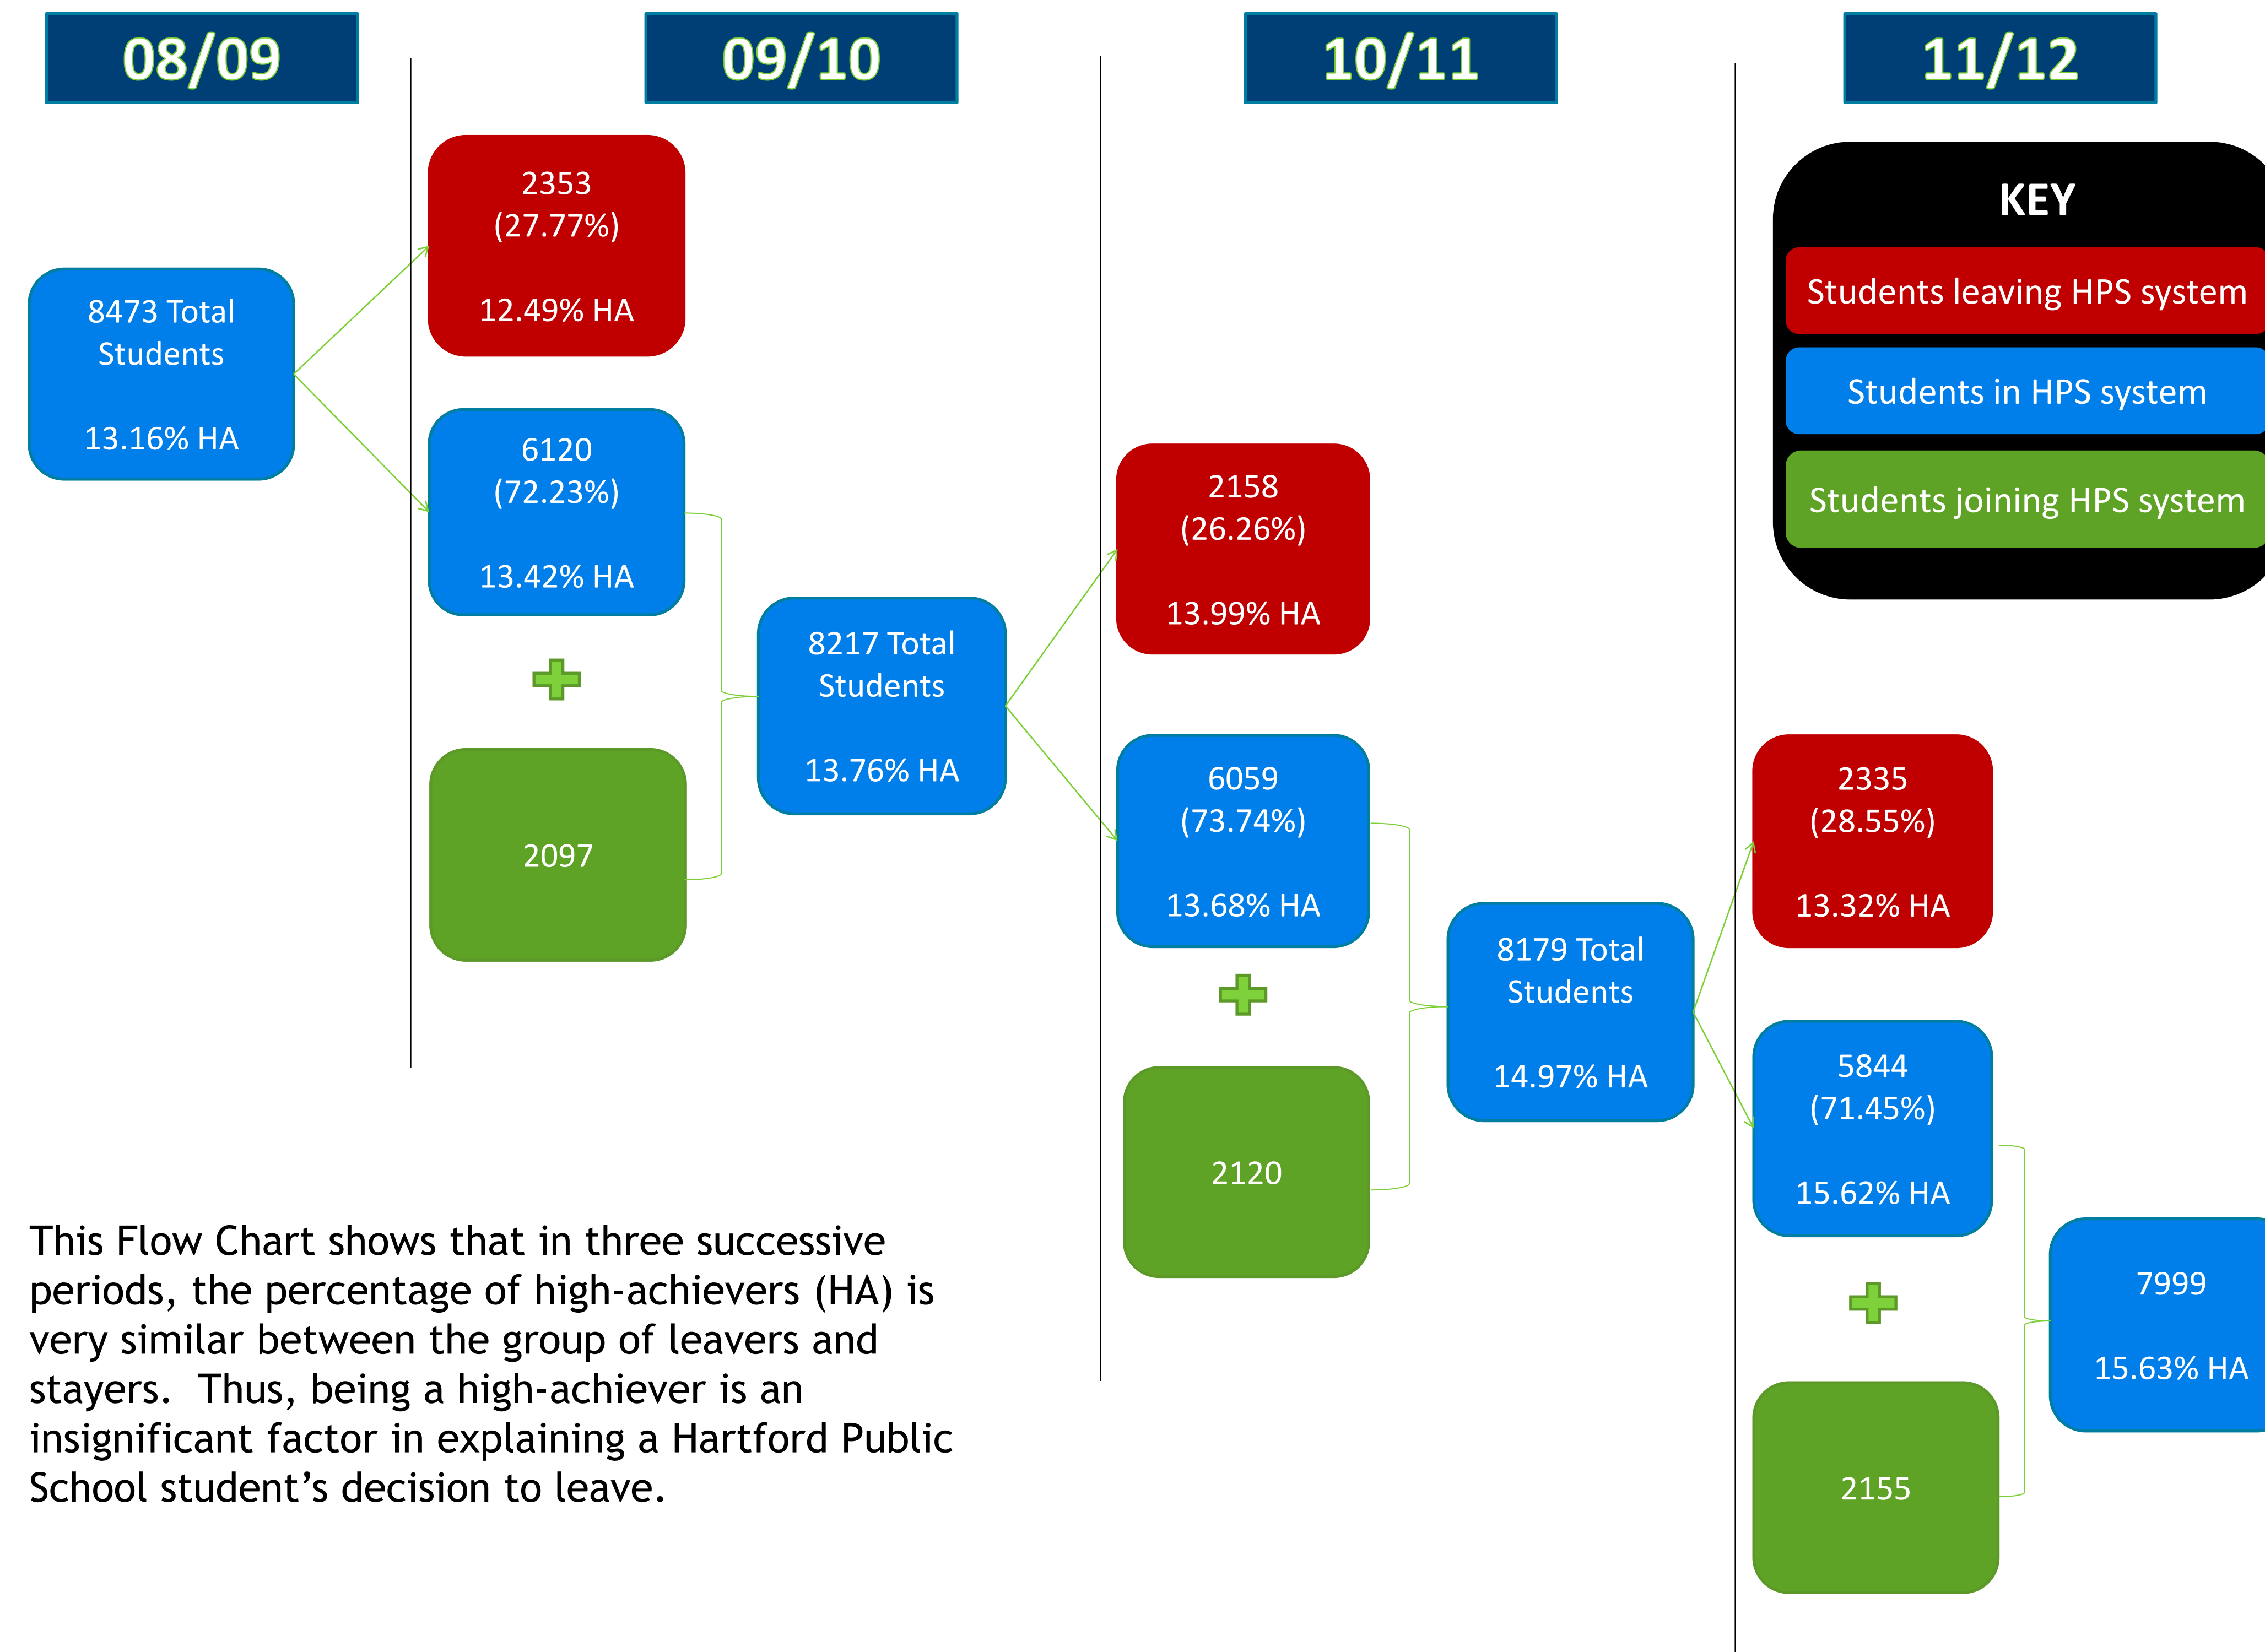 08/09
09/10
10/11
11/12
8473 Total
Students
13.16% HA
2353
(27.77%)
12.49% HA
6120
(72.23%)
13.42% HA
2097
8217 Total
Students
13.76% HA
2158
(26.26%)
13.99% HA
6059
(73.74%)
13.68% HA
2120
8179 Total
Students
14.97% HA
KEY
Students leaving HPS system
Students in HPS system
Students joining HPS system
2335
(28.55%)
13.32% HA
5844
(71.45%)
15.62% HA
2155
7999
15.63% HA
This Flow Chart shows that in three successive
periods, the percentage of high-achievers (HA) is
very similar between the group of leavers and
stayers.  Thus, being a high-achiever is an
insignificant factor in explaining a Hartford Public
School student’s decision to leave.